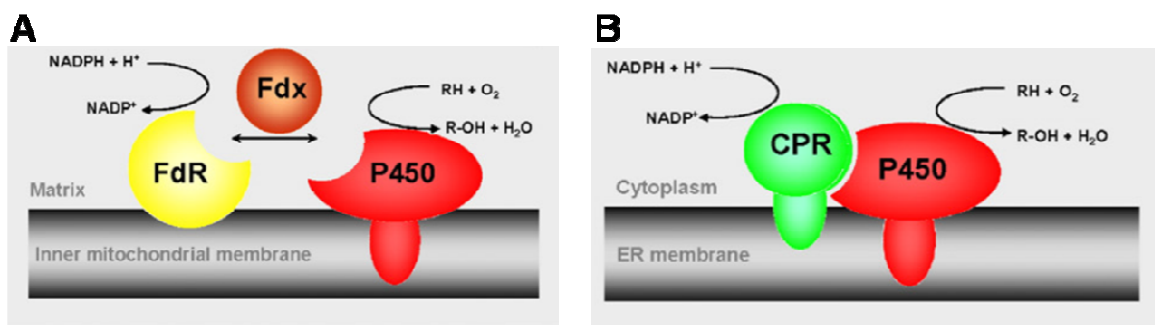 A
NADPH + H⁺
NADP⁺
Fdx
RH + O₂
R-OH + H₂O
FdR
P450
Matrix
Inner mitochondrial membrane
B
NADPH + H⁺
NADP⁺
RH + O₂
R-OH + H₂O
CPR
P450
Cytoplasm
ER membrane